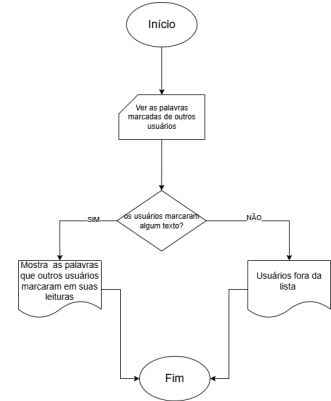 Início
Ver as palavras
marcadas de outros
usuários
os usuários marcaram
algum texto?
SIM
NÃO
Mostra as palavras
que outros usuários
marcaram em suas
leituras
Usuários fora da
lista
Fim